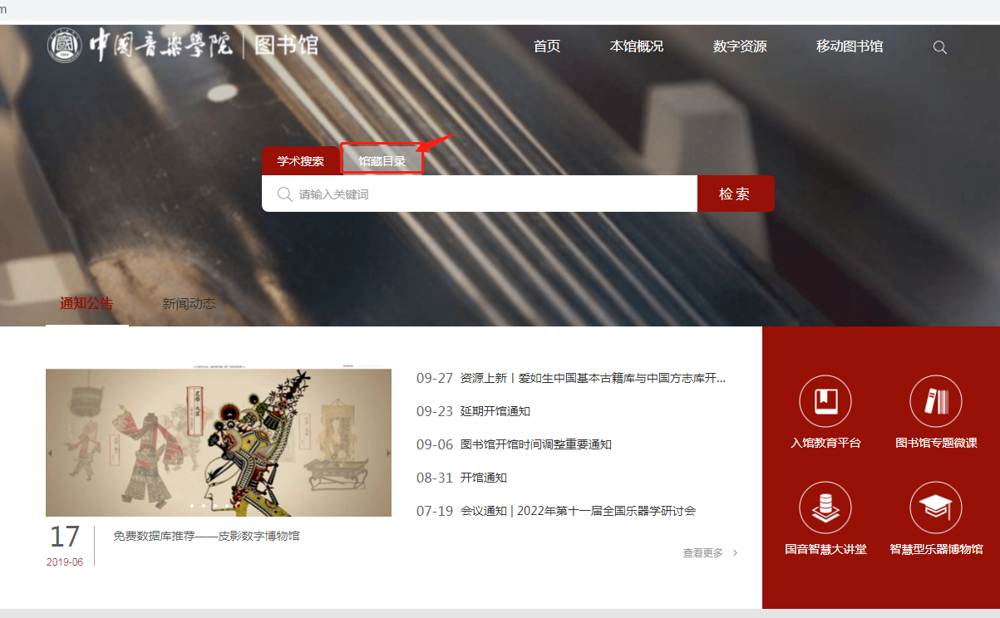 m
中国音乐學院 | 图书馆
首页 本馆概况 数字资源 移动图书馆
学术搜索 馆藏目录
请输入关键词 检索
通知公告 新闻动态
09-27 资源上新丨爱如生中国基本古籍库与中国方志库开...
09-23 延期开馆通知
09-06 图书馆开馆时间调整重要通知
08-31 开馆通知
07-19 会议通知 | 2022年第十一届全国乐器学研讨会
查看更多 >
17
2019-06
免费数据库推荐——皮影数字博物馆
入馆教育平台 图书馆专题微课
国音智慧大讲堂 智慧型乐器博物馆